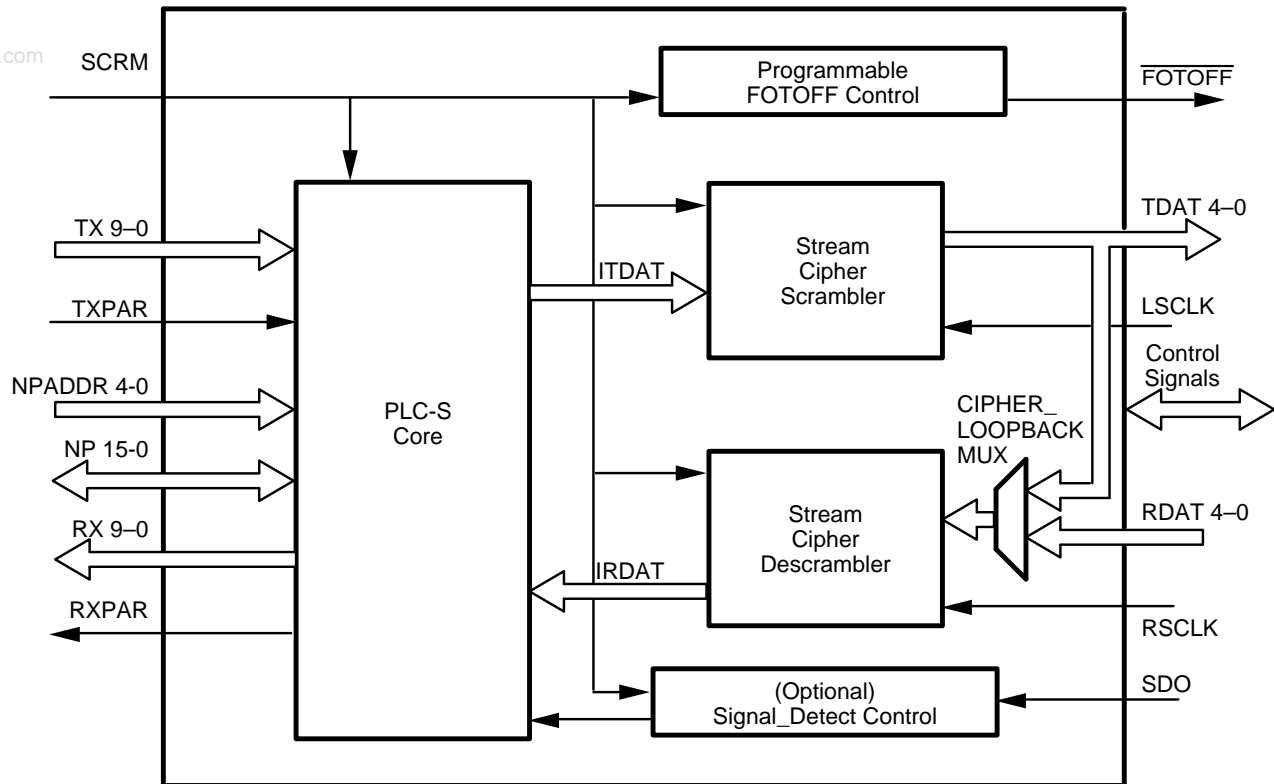 .com
SCRM
Programmable
FOTOFF Control
FOTOFF
TX 9–0
TXPAR
NPADDR 4-0
NP 15-0
RX 9–0
RXPAR
PLC-S
Core
ITDAT
IRDAT
Stream
Cipher
Scrambler
TDAT 4–0
LSCLK
Control
Signals
CIPHER_
LOOPBACK
MUX
Stream
Cipher
Descrambler
RDAT 4–0
RSCLK
(Optional)
Signal_Detect Control
SDO